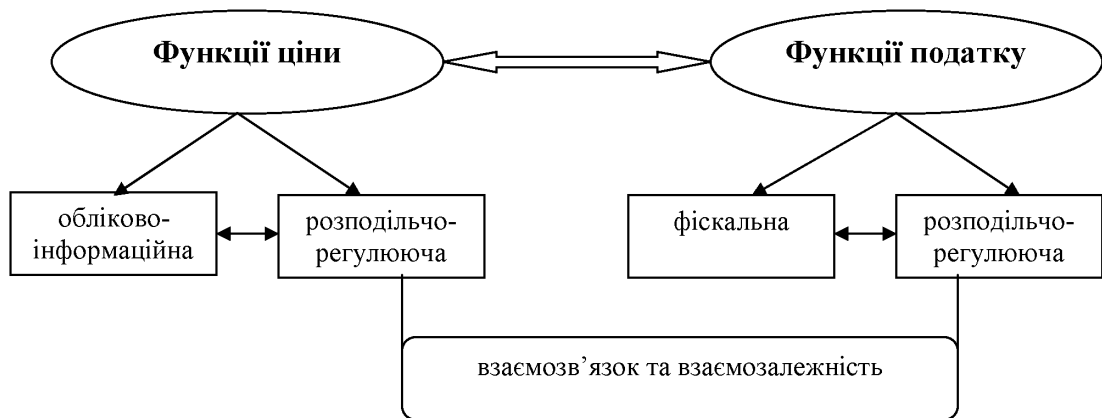 Функції ціни
Функції податку
обліково-
інформаційна
розподільчо-
регулююча
фіскальна
розподільчо-
регулююча
взаємозв’язок та взаємозалежність